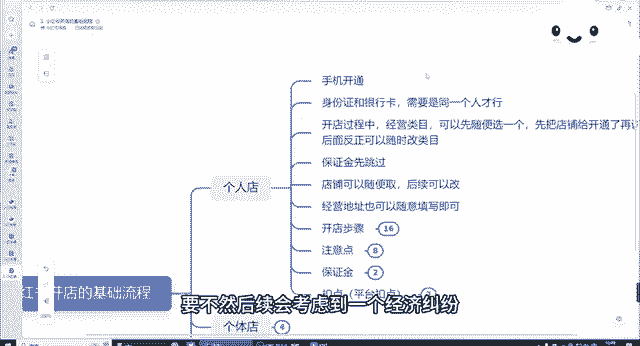 手机开通
身份证和银行卡，需要是同一个人才行
开店过程中，经营类目，可以先随便选一个，先把店铺给开通了再
后面反正可以随时改类目
保证金先跳过
个人店
店铺可以随便取，后续可以改
经营地址也可以随意填写即可
开店步骤 16
注意点 8
保证金 2
扣点（平台扣点）
开店的基础流程
要不然后续会考虑到一个经济纠纷
个体店 4